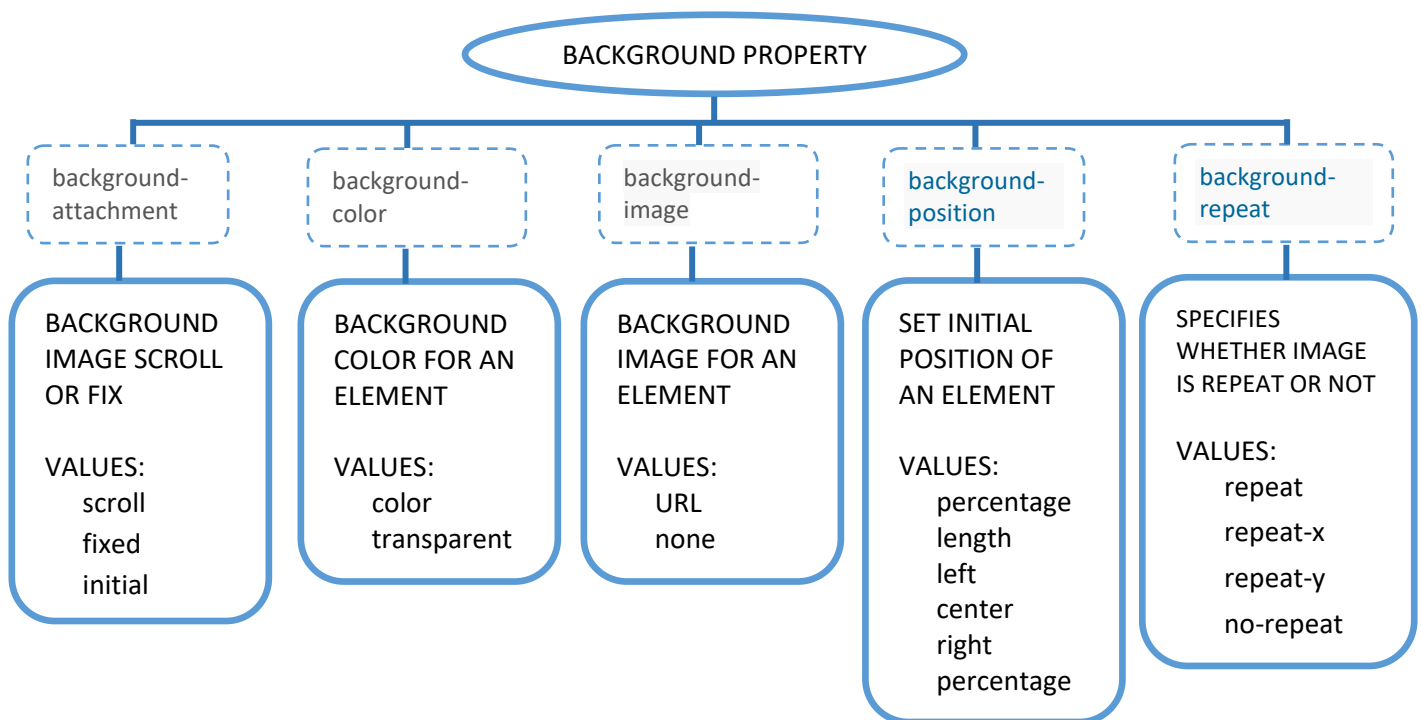 BACKGROUND PROPERTY
background-
attachment
background-
color
background-
image
background-
position
background-
repeat
BACKGROUND
IMAGE SCROLL
OR FIX
VALUES:
scroll
fixed
initial
BACKGROUND
COLOR FOR AN
ELEMENT
VALUES:
color
transparent
BACKGROUND
IMAGE FOR AN
ELEMENT
VALUES:
URL
none
SET INITIAL
POSITION OF
AN ELEMENT
VALUES:
percentage
length
left
center
right
percentage
SPECIFIES
WHETHER IMAGE
IS REPEAT OR NOT
VALUES:
repeat
repeat-x
repeat-y
no-repeat